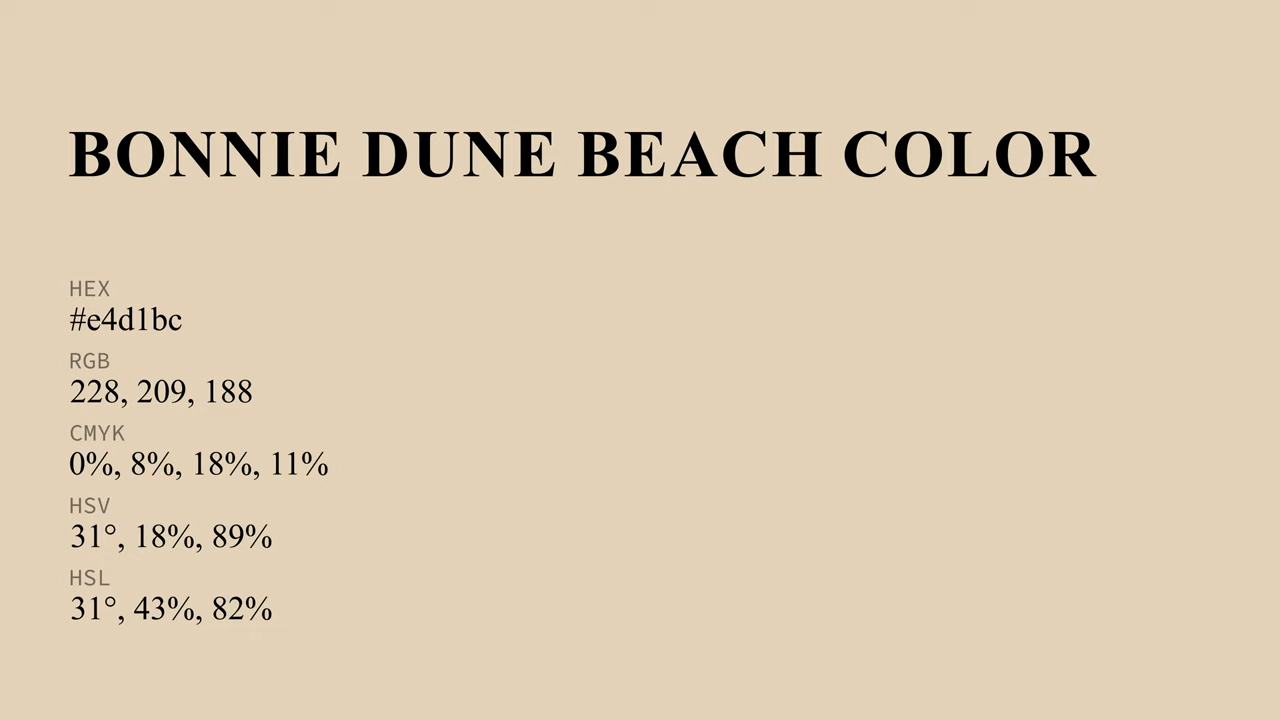 BONNIE DUNE BEACH COLOR
HEX
#e4d1bc
RGB
228, 209, 188
CMYK
0%, 8%, 18%, 11%
HSV
31°, 18%, 89%
HSL
31°, 43%, 82%